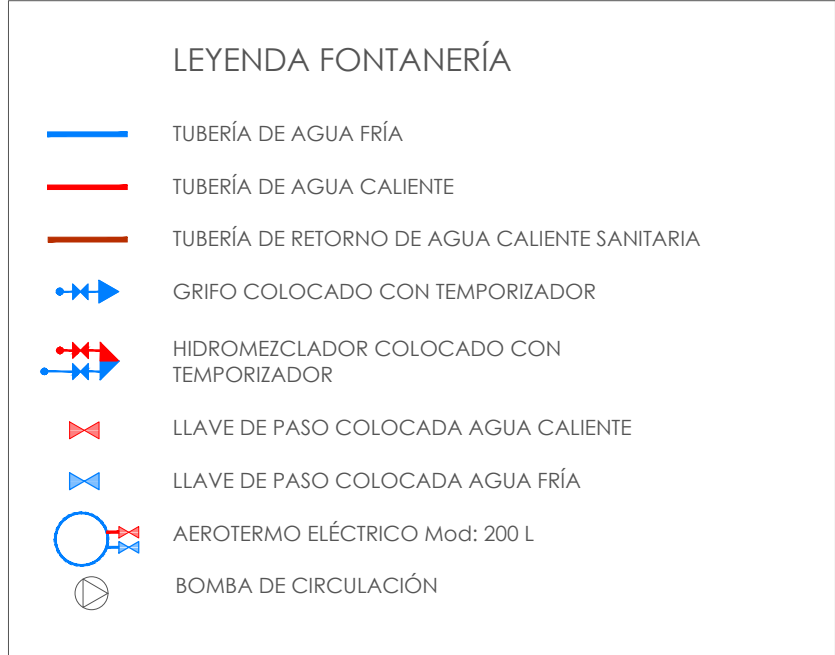 LEYENDA FONTANERÍA
TUBERÍA DE AGUA FRÍA
TUBERÍA DE AGUA CALIENTE
TUBERÍA DE RETORNO DE AGUA CALIENTE SANITARIA
GRIFO COLOCADO CON TEMPORIZADOR
HIDROMEZCLADOR COLOCADO CON
TEMPORIZADOR
LLAVE DE PASO COLOCADA AGUA CALIENTE
LLAVE DE PASO COLOCADA AGUA FRÍA
AEROTERMO ELÉCTRICO Mod: 200 L
BOMBA DE CIRCULACIÓN